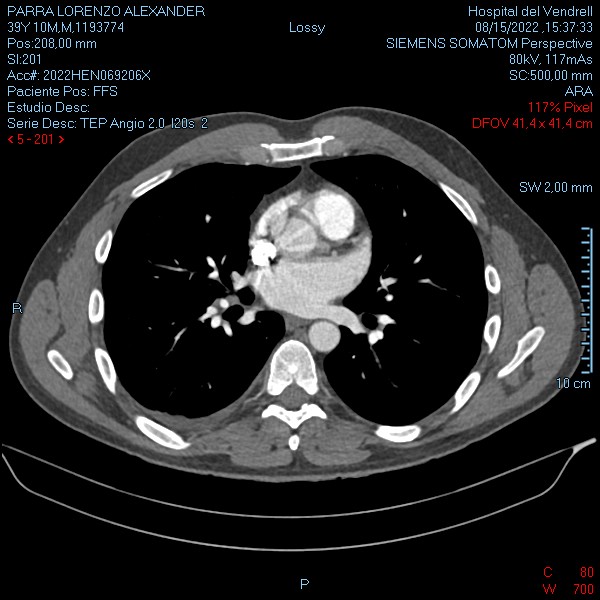 PARRA LORENZO ALEXANDER
39Y 10M,M,1193774
Pos:208,00 mm
SI:201
Acc#: 2022HEN069206X
Paciente Pos: FFS
Estudio Desc:
Serie Desc: TEP Angio 2.0 I20s 2
< 5 - 201 >
Lossy
Hospital del Vendrell
08/15/2022 ,15:37:33
SIEMENS SOMATOM Perspective
80kV, 117mAs
SC:500,00 mm
ARA
117% Pixel
DFOV 41,4 x 41,4 cm
SW 2,00 mm
R
10 cm
P
C 80
W 700